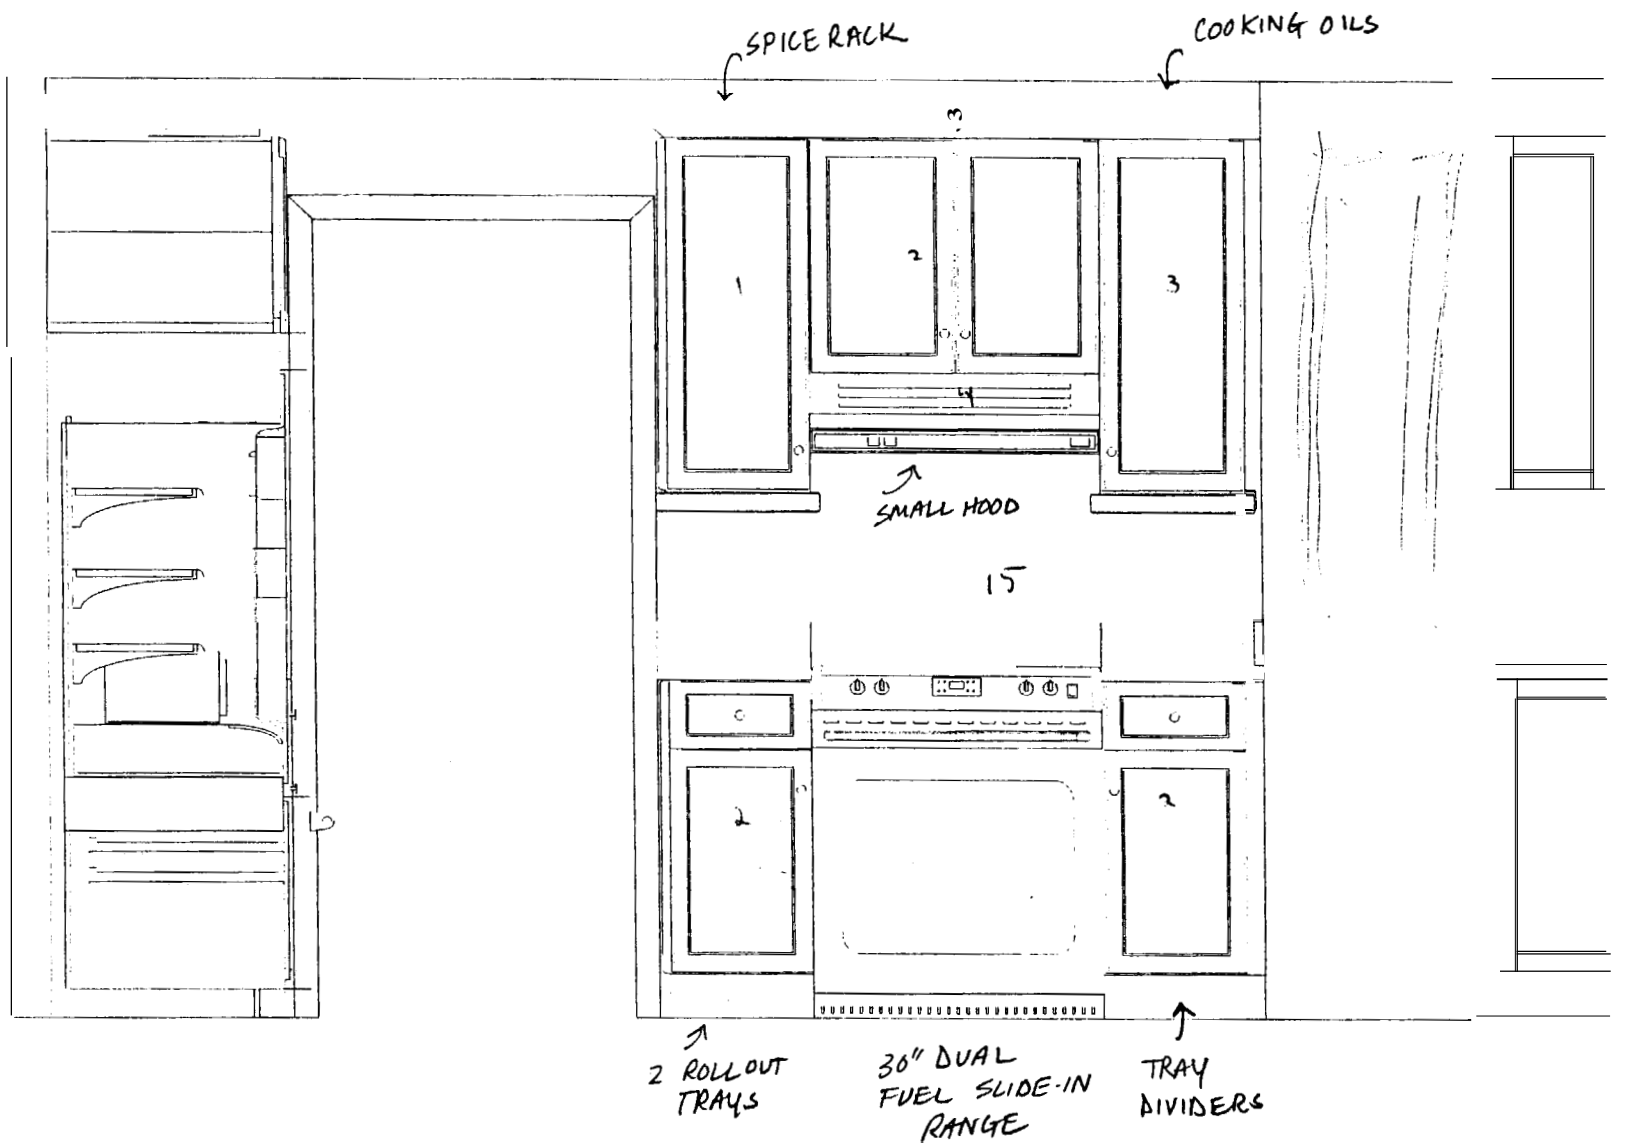 SPICE RACK
COOKING OILS
3
1
2
3
4
SMALL HOOD
15
2
2
2 ROLLOUT
TRAYS
30" DUAL
FUEL SLIDE-IN
RANGE
TRAY
DIVIDERS